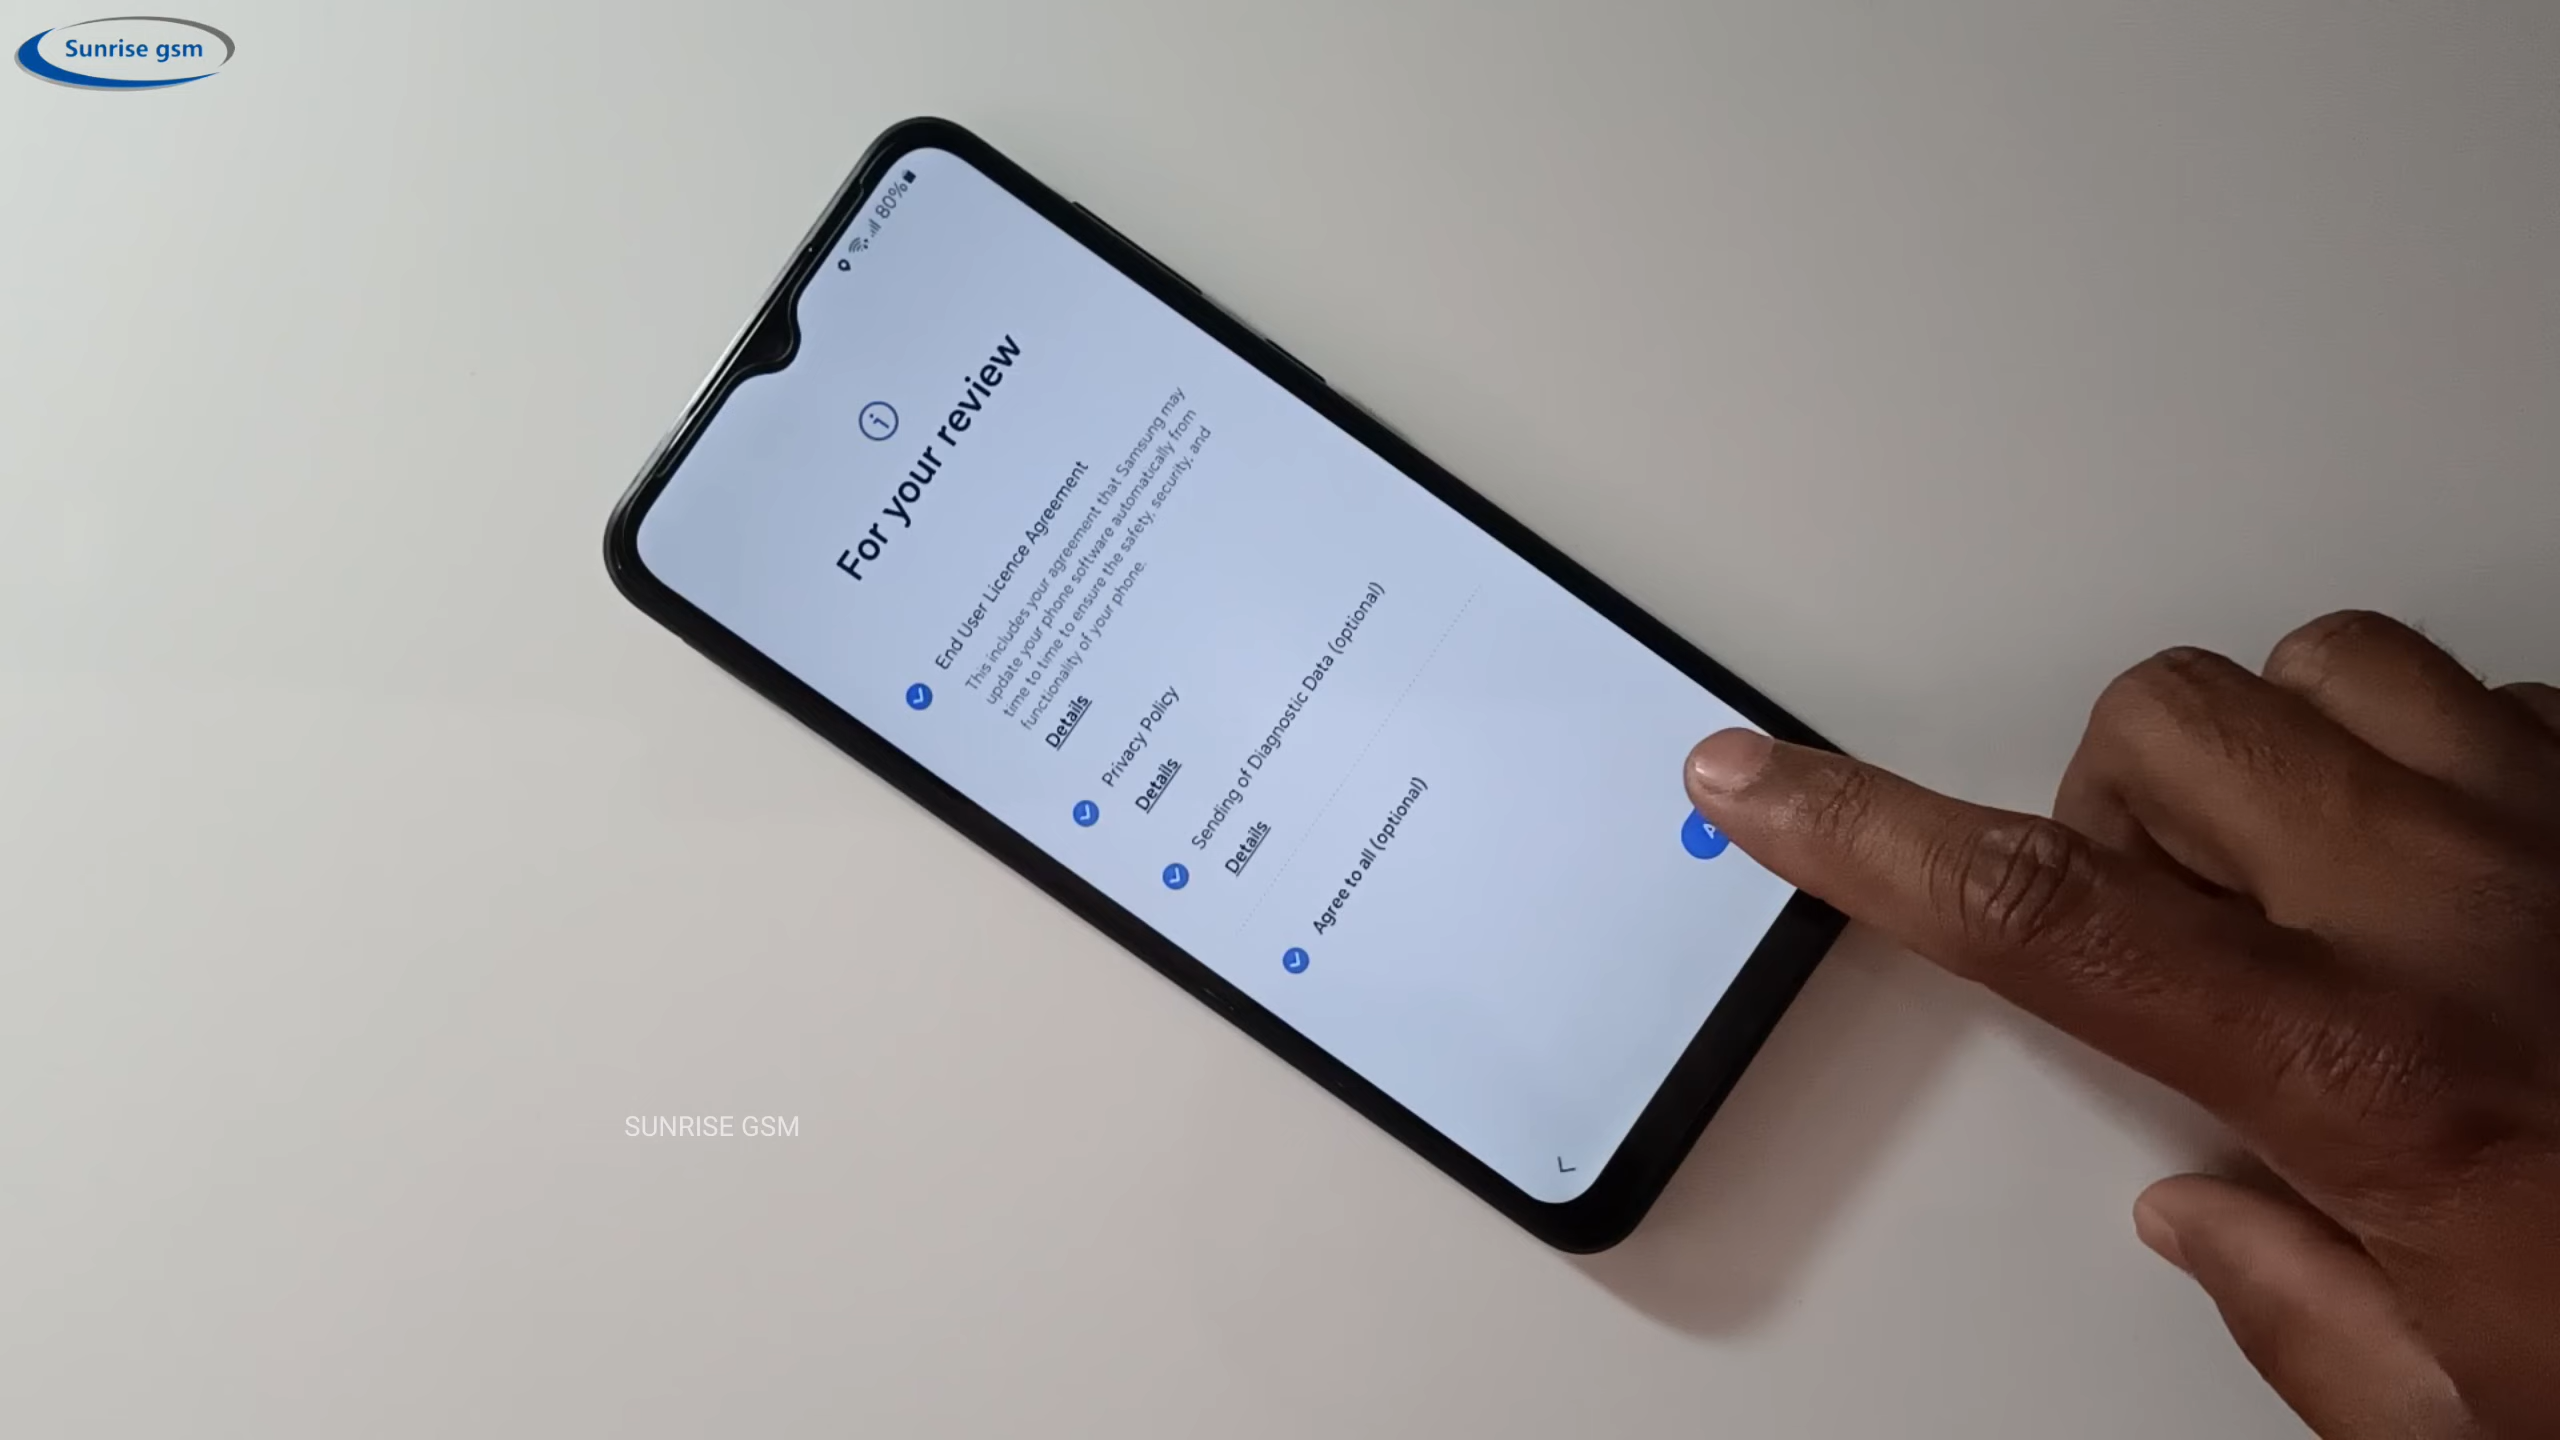 Sunrise gsm
80%
For your review
End User Licence Agreement
This includes your agreement that Samsung may
update your phone software automatically from
time to time to ensure the safety, security, and
functionality of your phone.
Details
Privacy Policy
Details
Sending of Diagnostic Data (optional)
Details
Agree to all (optional)
SUNRISE GSM